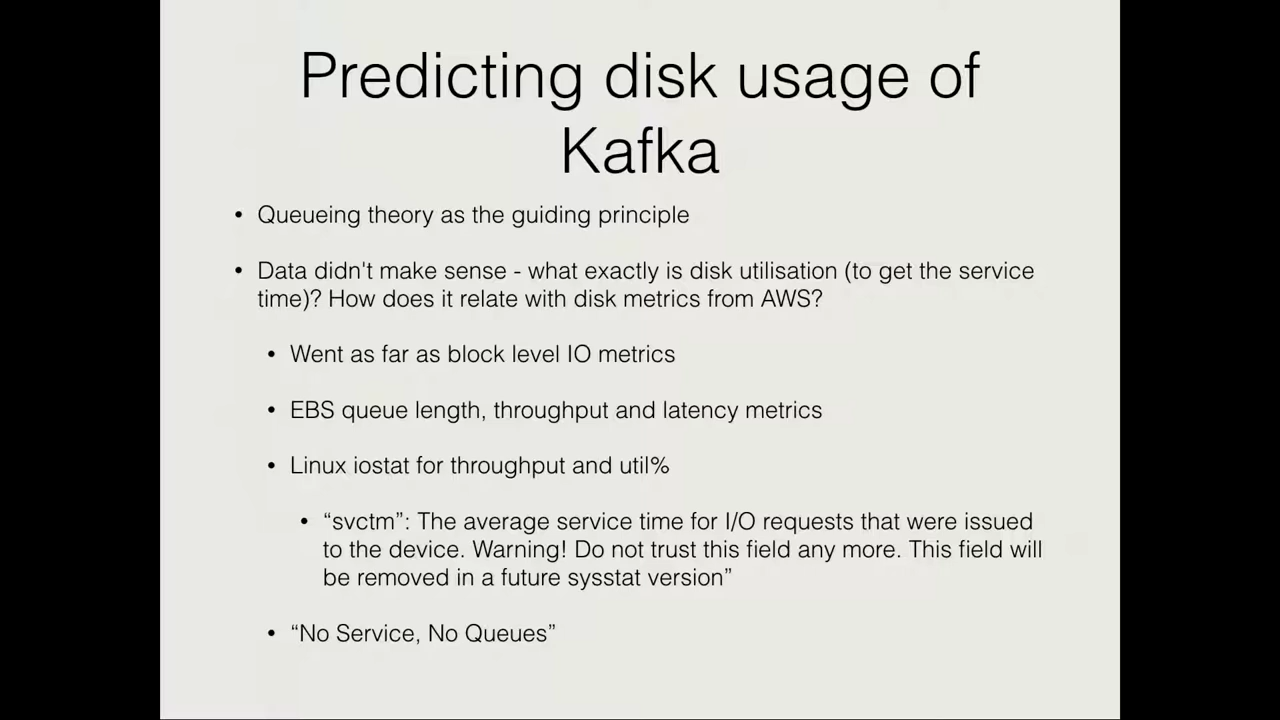 Predicting disk usage of
Kafka
• Queueing theory as the guiding principle
• Data didn't make sense - what exactly is disk utilisation (to get the service
time)? How does it relate with disk metrics from AWS?
• Went as far as block level IO metrics
• EBS queue length, throughput and latency metrics
• Linux iostat for throughput and util%
• “svctm”: The average service time for I/O requests that were issued
to the device. Warning! Do not trust this field any more. This field will
be removed in a future sysstat version”
• “No Service, No Queues”